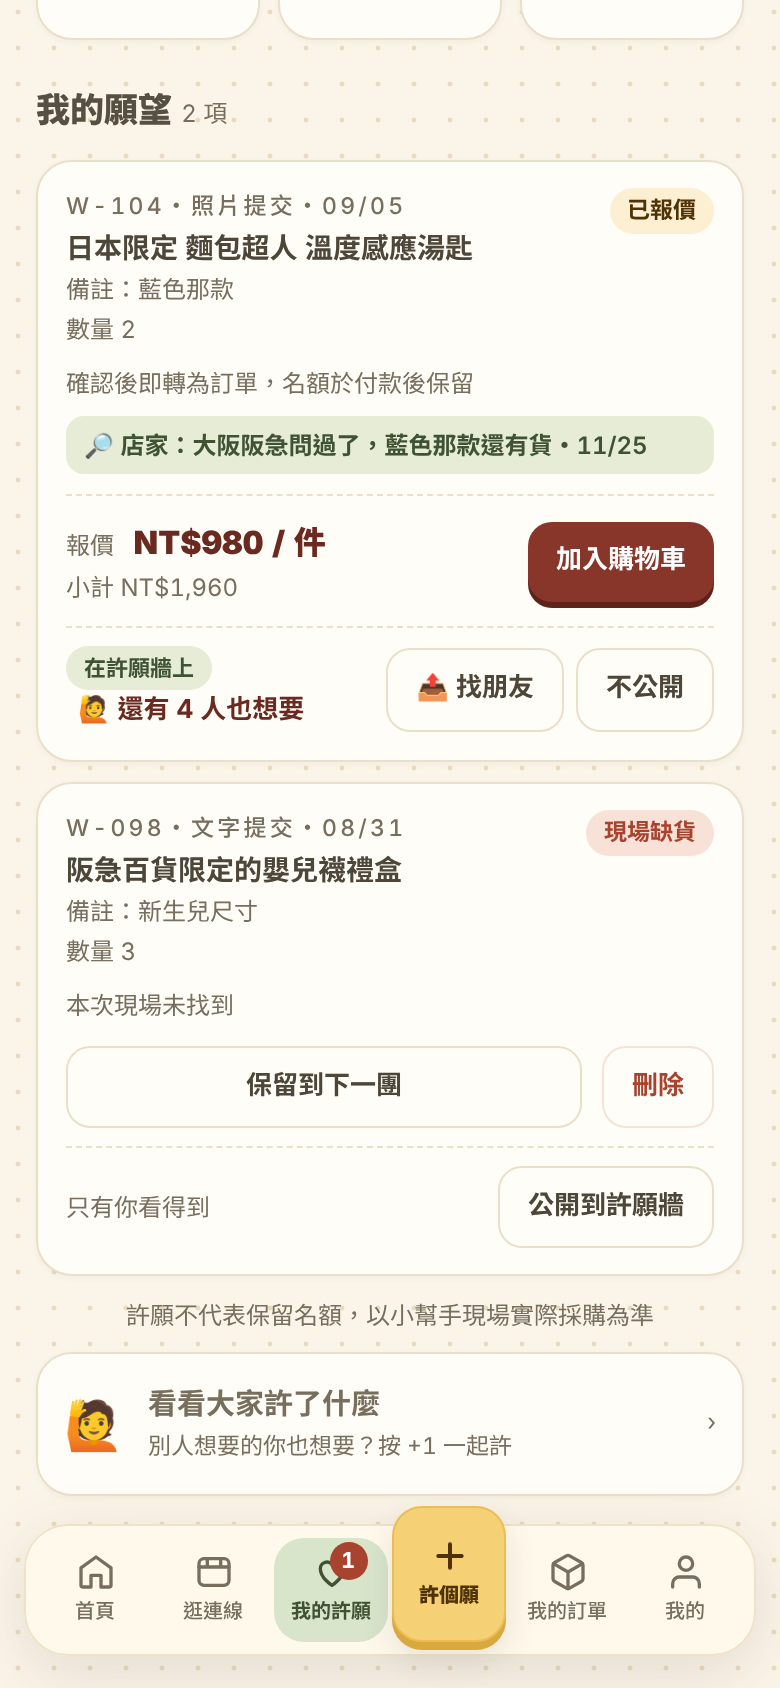 我的願望 2 項
W-104・照片提交・09/05
已報價
日本限定 麵包超人 溫度感應湯匙
備註：藍色那款
數量 2
確認後即轉為訂單，名額於付款後保留
🔎 店家：大阪阪急問過了，藍色那款還有貨・11/25
報價 NT$980 / 件
小計 NT$1,960
加入購物車
在許願牆上
🙋 還有 4 人也想要
📤 找朋友
不公開
W-098・文字提交・08/31
現場缺貨
阪急百貨限定的嬰兒襪禮盒
備註：新生兒尺寸
數量 3
本次現場未找到
保留到下一團
刪除
只有你看得到
公開到許願牆
許願不代表保留名額，以小幫手現場實際採購為準
看看大家許了什麼
別人想要的你也想要？按 +1 一起許
›
首頁
逛連線
1
我的許願
許個願
我的訂單
我的